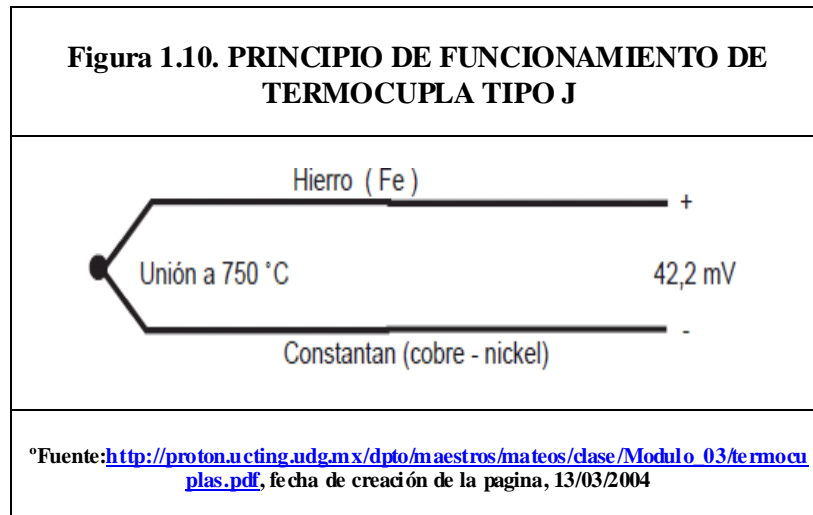 Figura 1.10. PRINCIPIO DE FUNCIONAMIENTO DE
TERMOCUPLA TIPO J
Hierro ( Fe )
+
Unión a 750 °C
42,2 mV
-
Constantan (cobre - nickel)
ºFuente:http://proton.ucting.udg.mx/dpto/maestros/mateos/clase/Modulo_03/termocu
plas.pdf, fecha de creación de la pagina, 13/03/2004